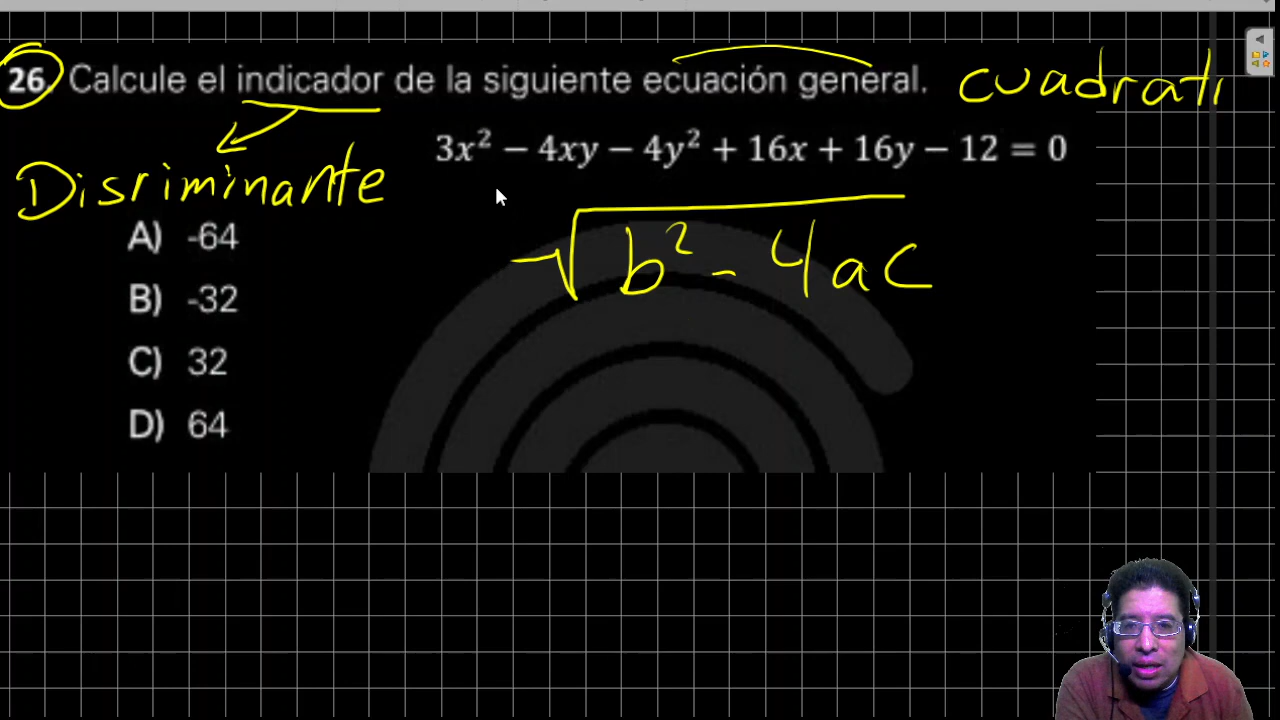 26. Calcule el indicador de la siguiente ecuación general. cuadrati
3x² − 4xy − 4y² + 16x + 16y − 12 = 0
Disriminante
A) -64
√b² - 4ac
B) -32
C) 32
D) 64